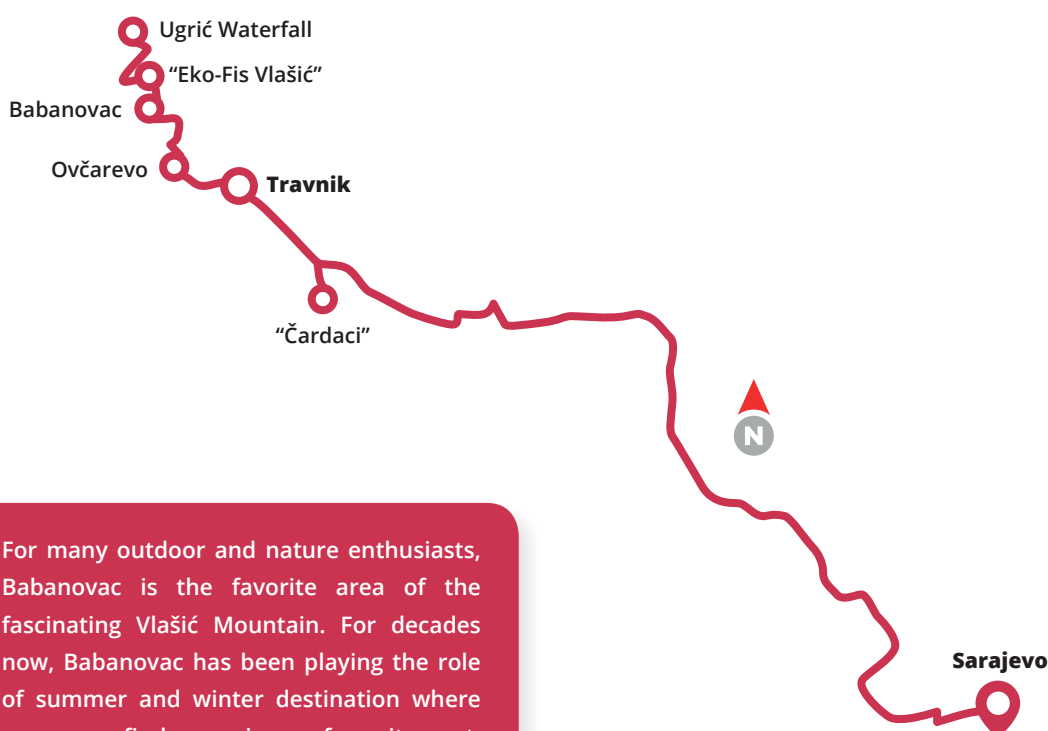 Ugrić Waterfall
“Eko-Fis Vlašić”
Babanovac
Ovčarevo
Travnik
“Čardaci”
N
For many outdoor and nature enthusiasts,
Babanovac is the favorite area of the
fascinating Vlašić Mountain. For decades
now, Babanovac has been playing the role
of summer and winter destination where
Sarajevo